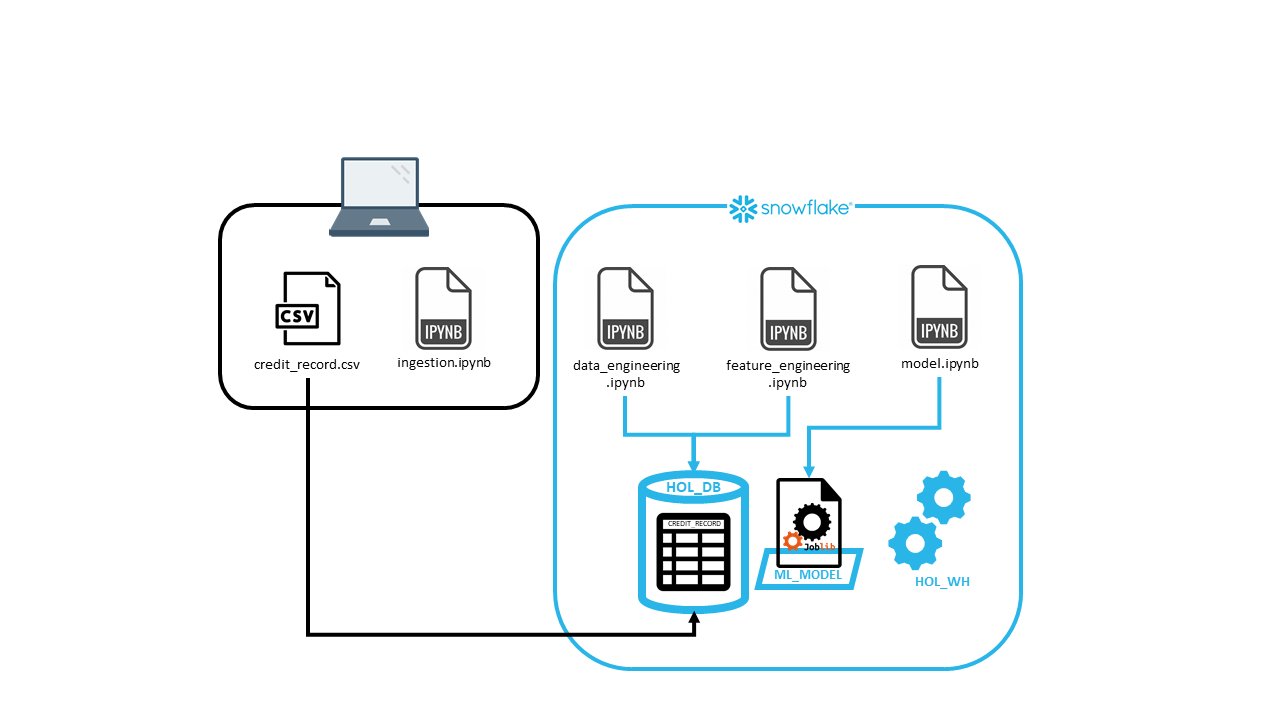 snowflake®
CSV
IPYNB
IPYNB
IPYNB
IPYNB
credit_record.csv
ingestion.ipynb
data_engineering
.ipynb
feature_engineering
.ipynb
model.ipynb
HOL_DB
CREDIT_RECORD
Joblib
ML_MODEL
HOL_WH